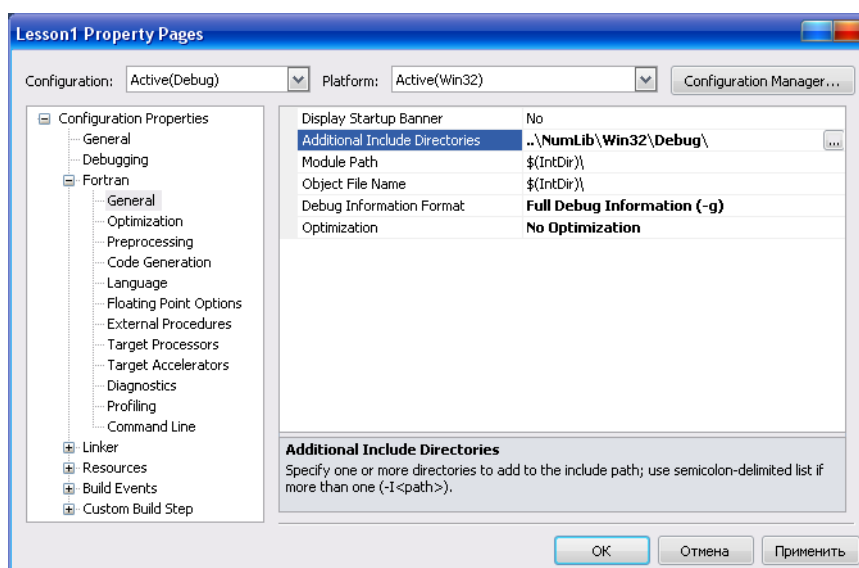 Lesson1 Property Pages
Configuration: Active(Debug) Platform: Active(Win32) Configuration Manager...
Configuration Properties
General
Debugging
Fortran
General
Optimization
Preprocessing
Code Generation
Language
Floating Point Options
External Procedures
Target Processors
Target Accelerators
Diagnostics
Profiling
Command Line
Linker
Resources
Build Events
Custom Build Step
Display Startup Banner No
Additional Include Directories ..\NumLib\Win32\Debug\ ...
Module Path $(IntDir)\
Object File Name $(IntDir)\
Debug Information Format Full Debug Information (-g)
Optimization No Optimization
Additional Include Directories
Specify one or more directories to add to the include path; use semicolon-delimited list if
more than one (-I<path>).
OK Отмена Применить